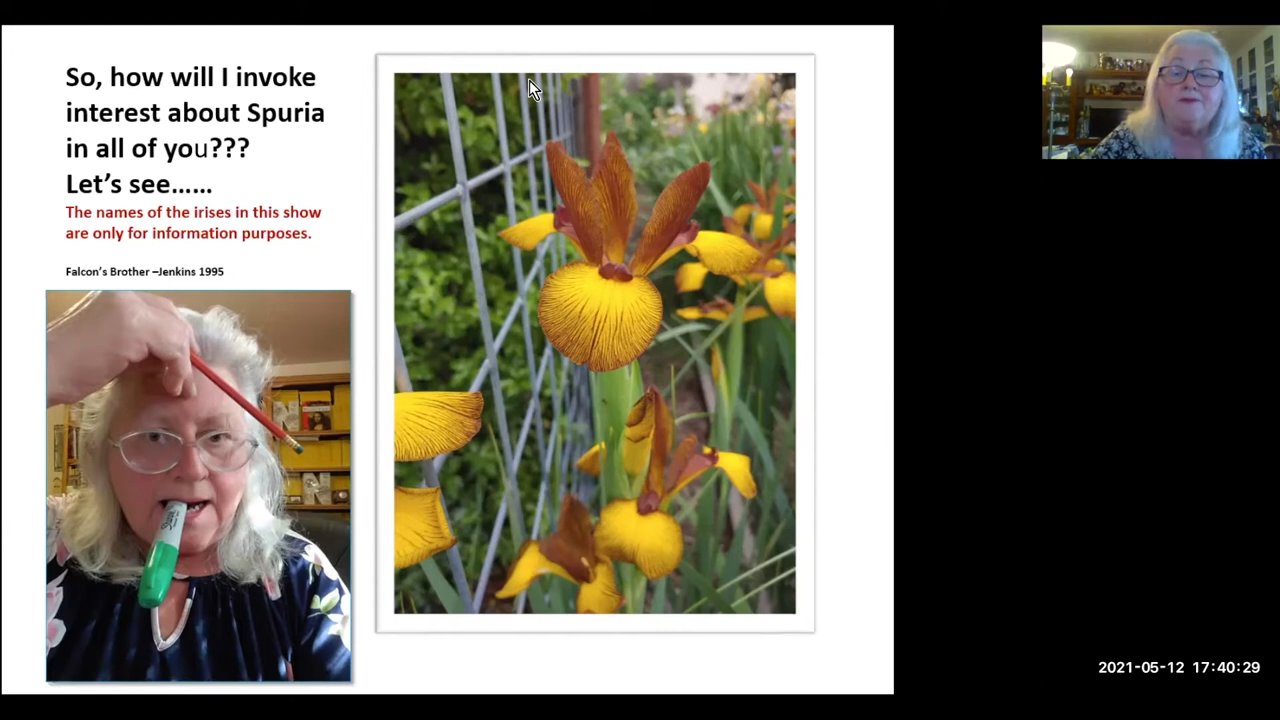 So, how will I invoke
interest about Spuria
in all of you???
Let’s see……
The names of the irises in this show
are only for information purposes.
Falcon’s Brother –Jenkins 1995
Sharpie
2021-05-12 17:40:29